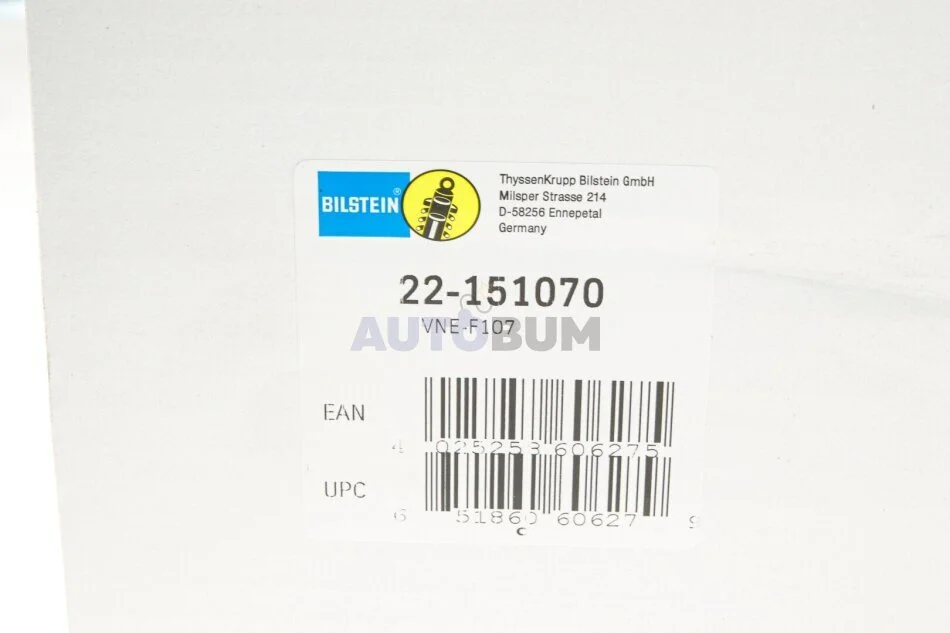 BILSTEIN®
ThyssenKrupp Bilstein GmbH
Milsper Strasse 214
D-58256 Ennepetal
Germany
22-151070
VNE-F107
AUTOBUM
EAN
4 025258 606275
UPC
6 51860 60627 9
C